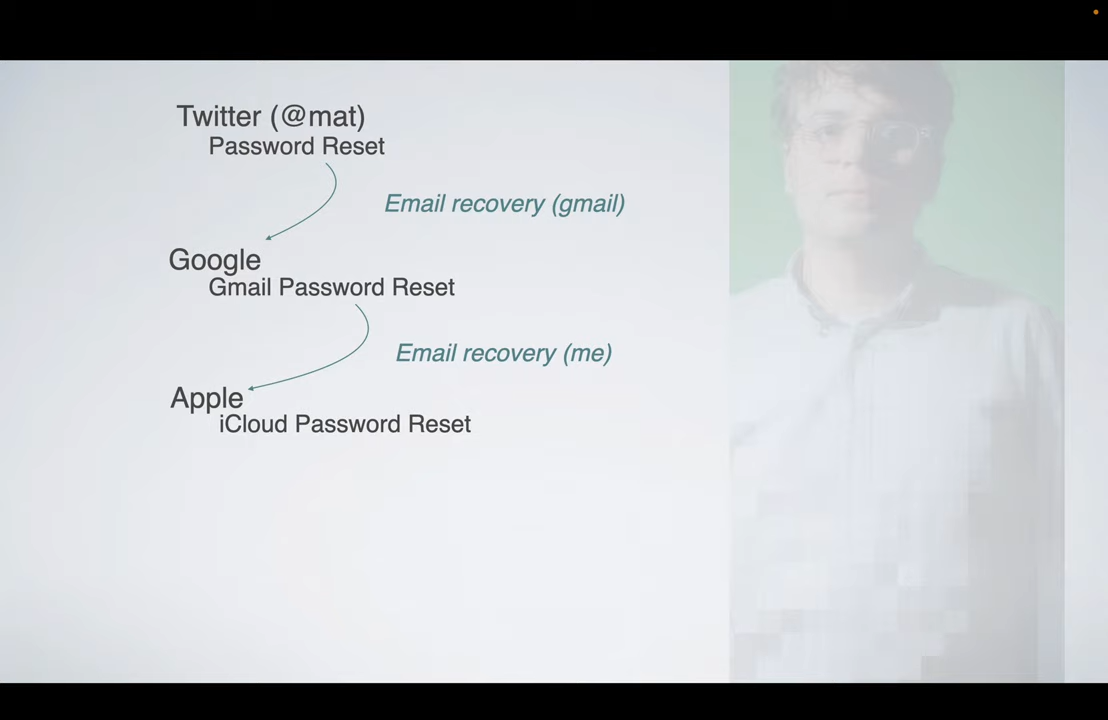 Twitter (@mat)
Password Reset
Email recovery (gmail)
Google
Gmail Password Reset
Email recovery (me)
Apple
iCloud Password Reset